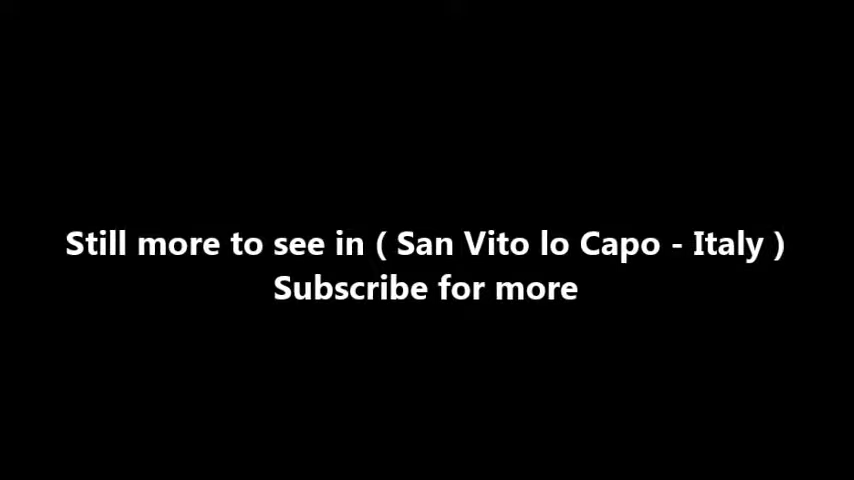 Still more to see in ( San Vito lo Capo - Italy )
Subscribe for more